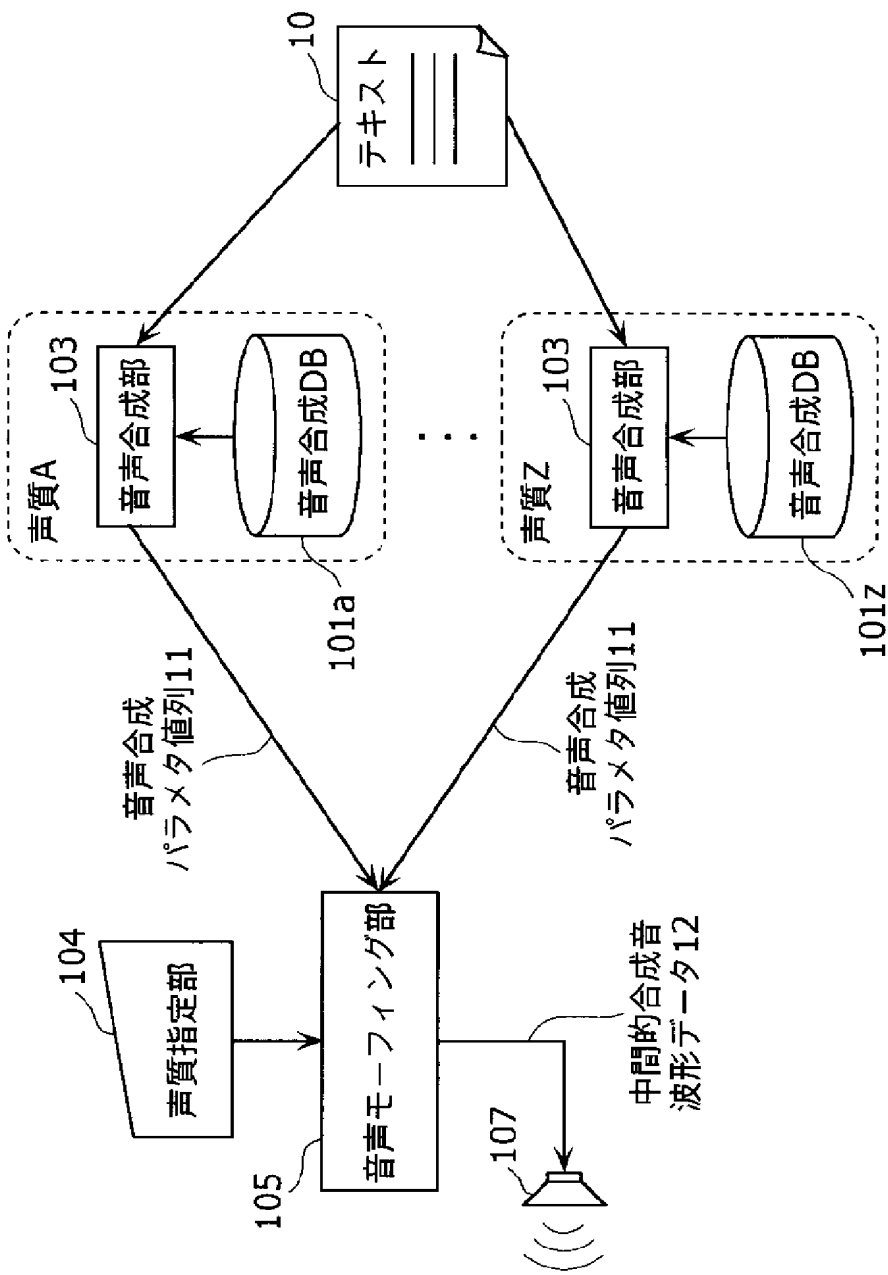 10
テキスト
声質A
103
音声合成部
音声合成DB
101a
・・・
声質Z
103
音声合成部
音声合成DB
101z
音声合成
パラメタ値列11
音声合成
パラメタ値列11
104
声質指定部
105
音声モーフィング部
107
中間的合成音
波形データ12